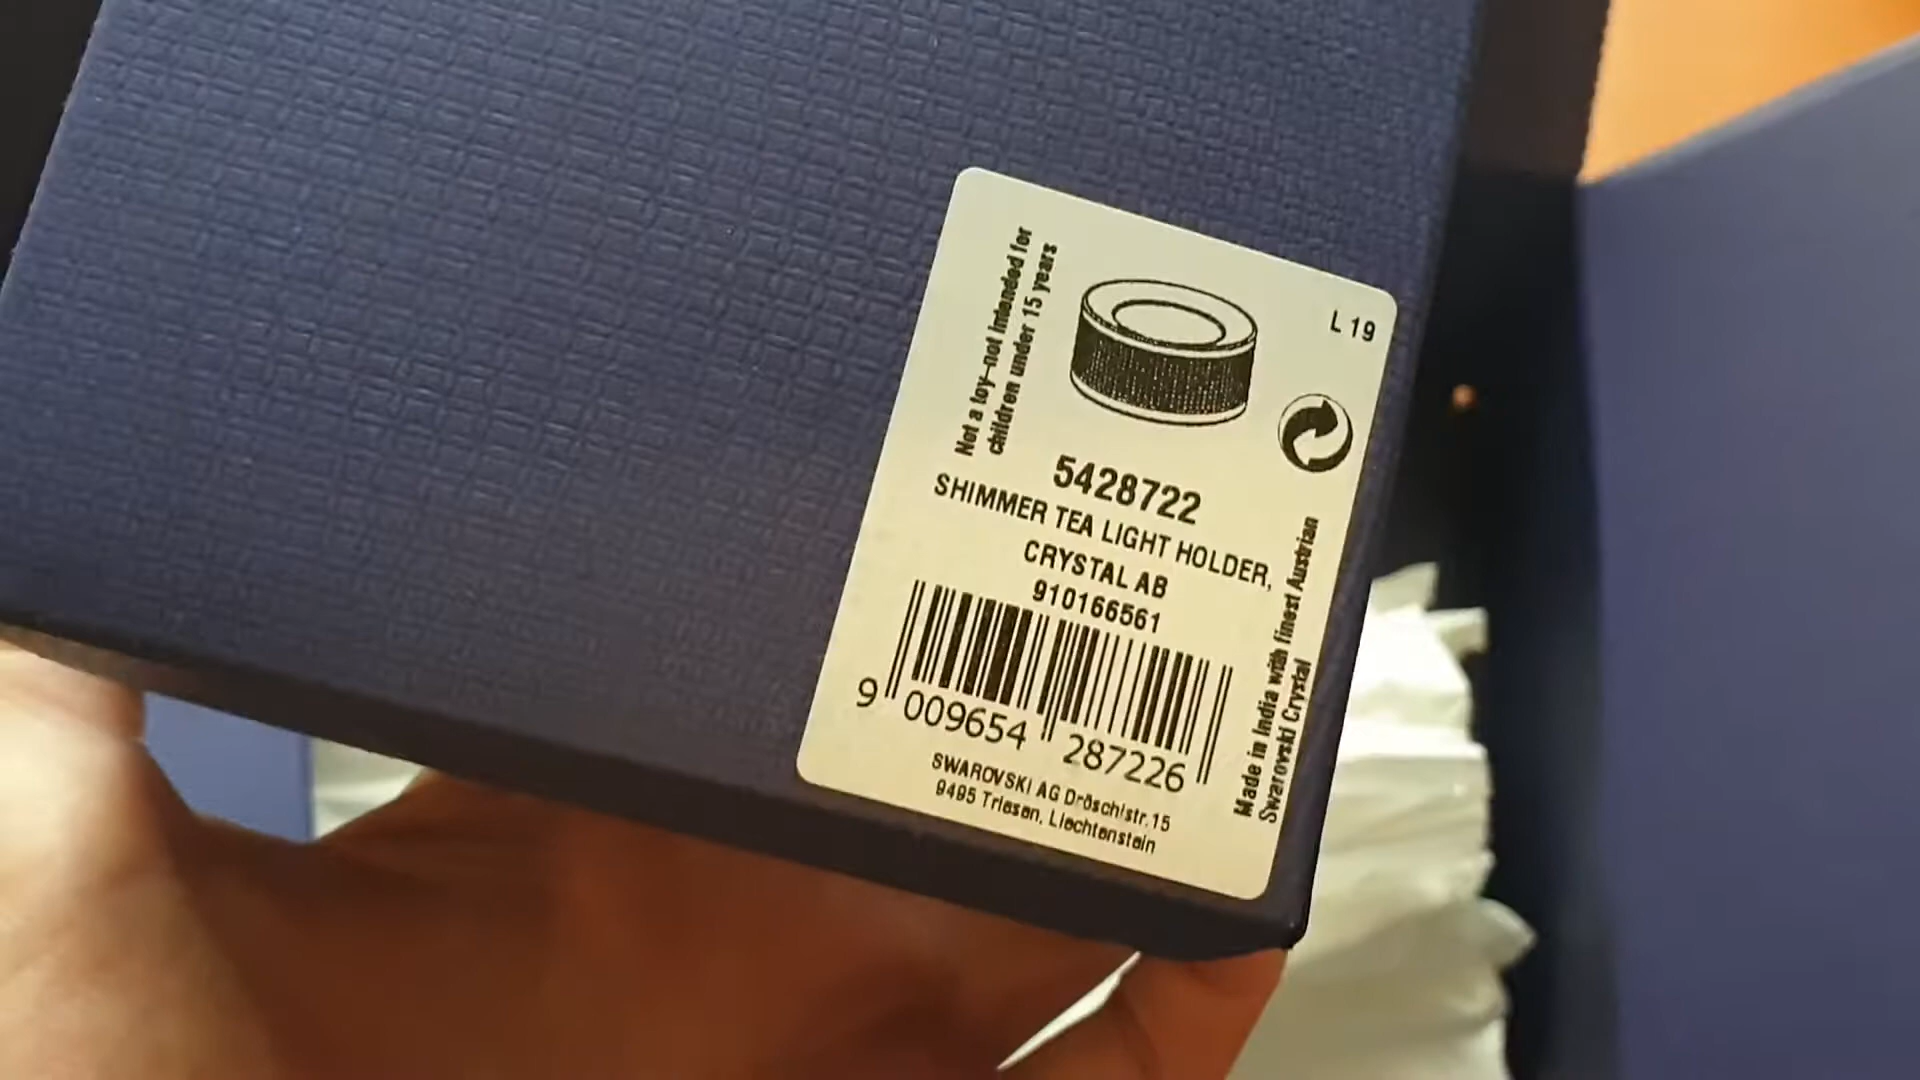 Not a toy-not intended for
children under 15 years
L 19
5428722
SHIMMER TEA LIGHT HOLDER,
CRYSTAL AB
910166561
9 009654 287226
SWAROVSKI AG Dröschistr.15
9495 Triesen, Liechtenstein
Made in India with finest Austrian
Swarovski Crystal